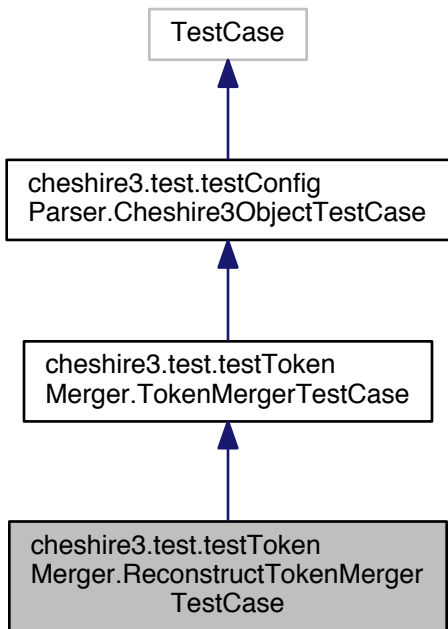 TestCase
cheshire3.test.testConfig
Parser.Cheshire3ObjectTestCase
cheshire3.test.testToken
Merger.TokenMergerTestCase
cheshire3.test.testToken
Merger.ReconstructTokenMerger
TestCase